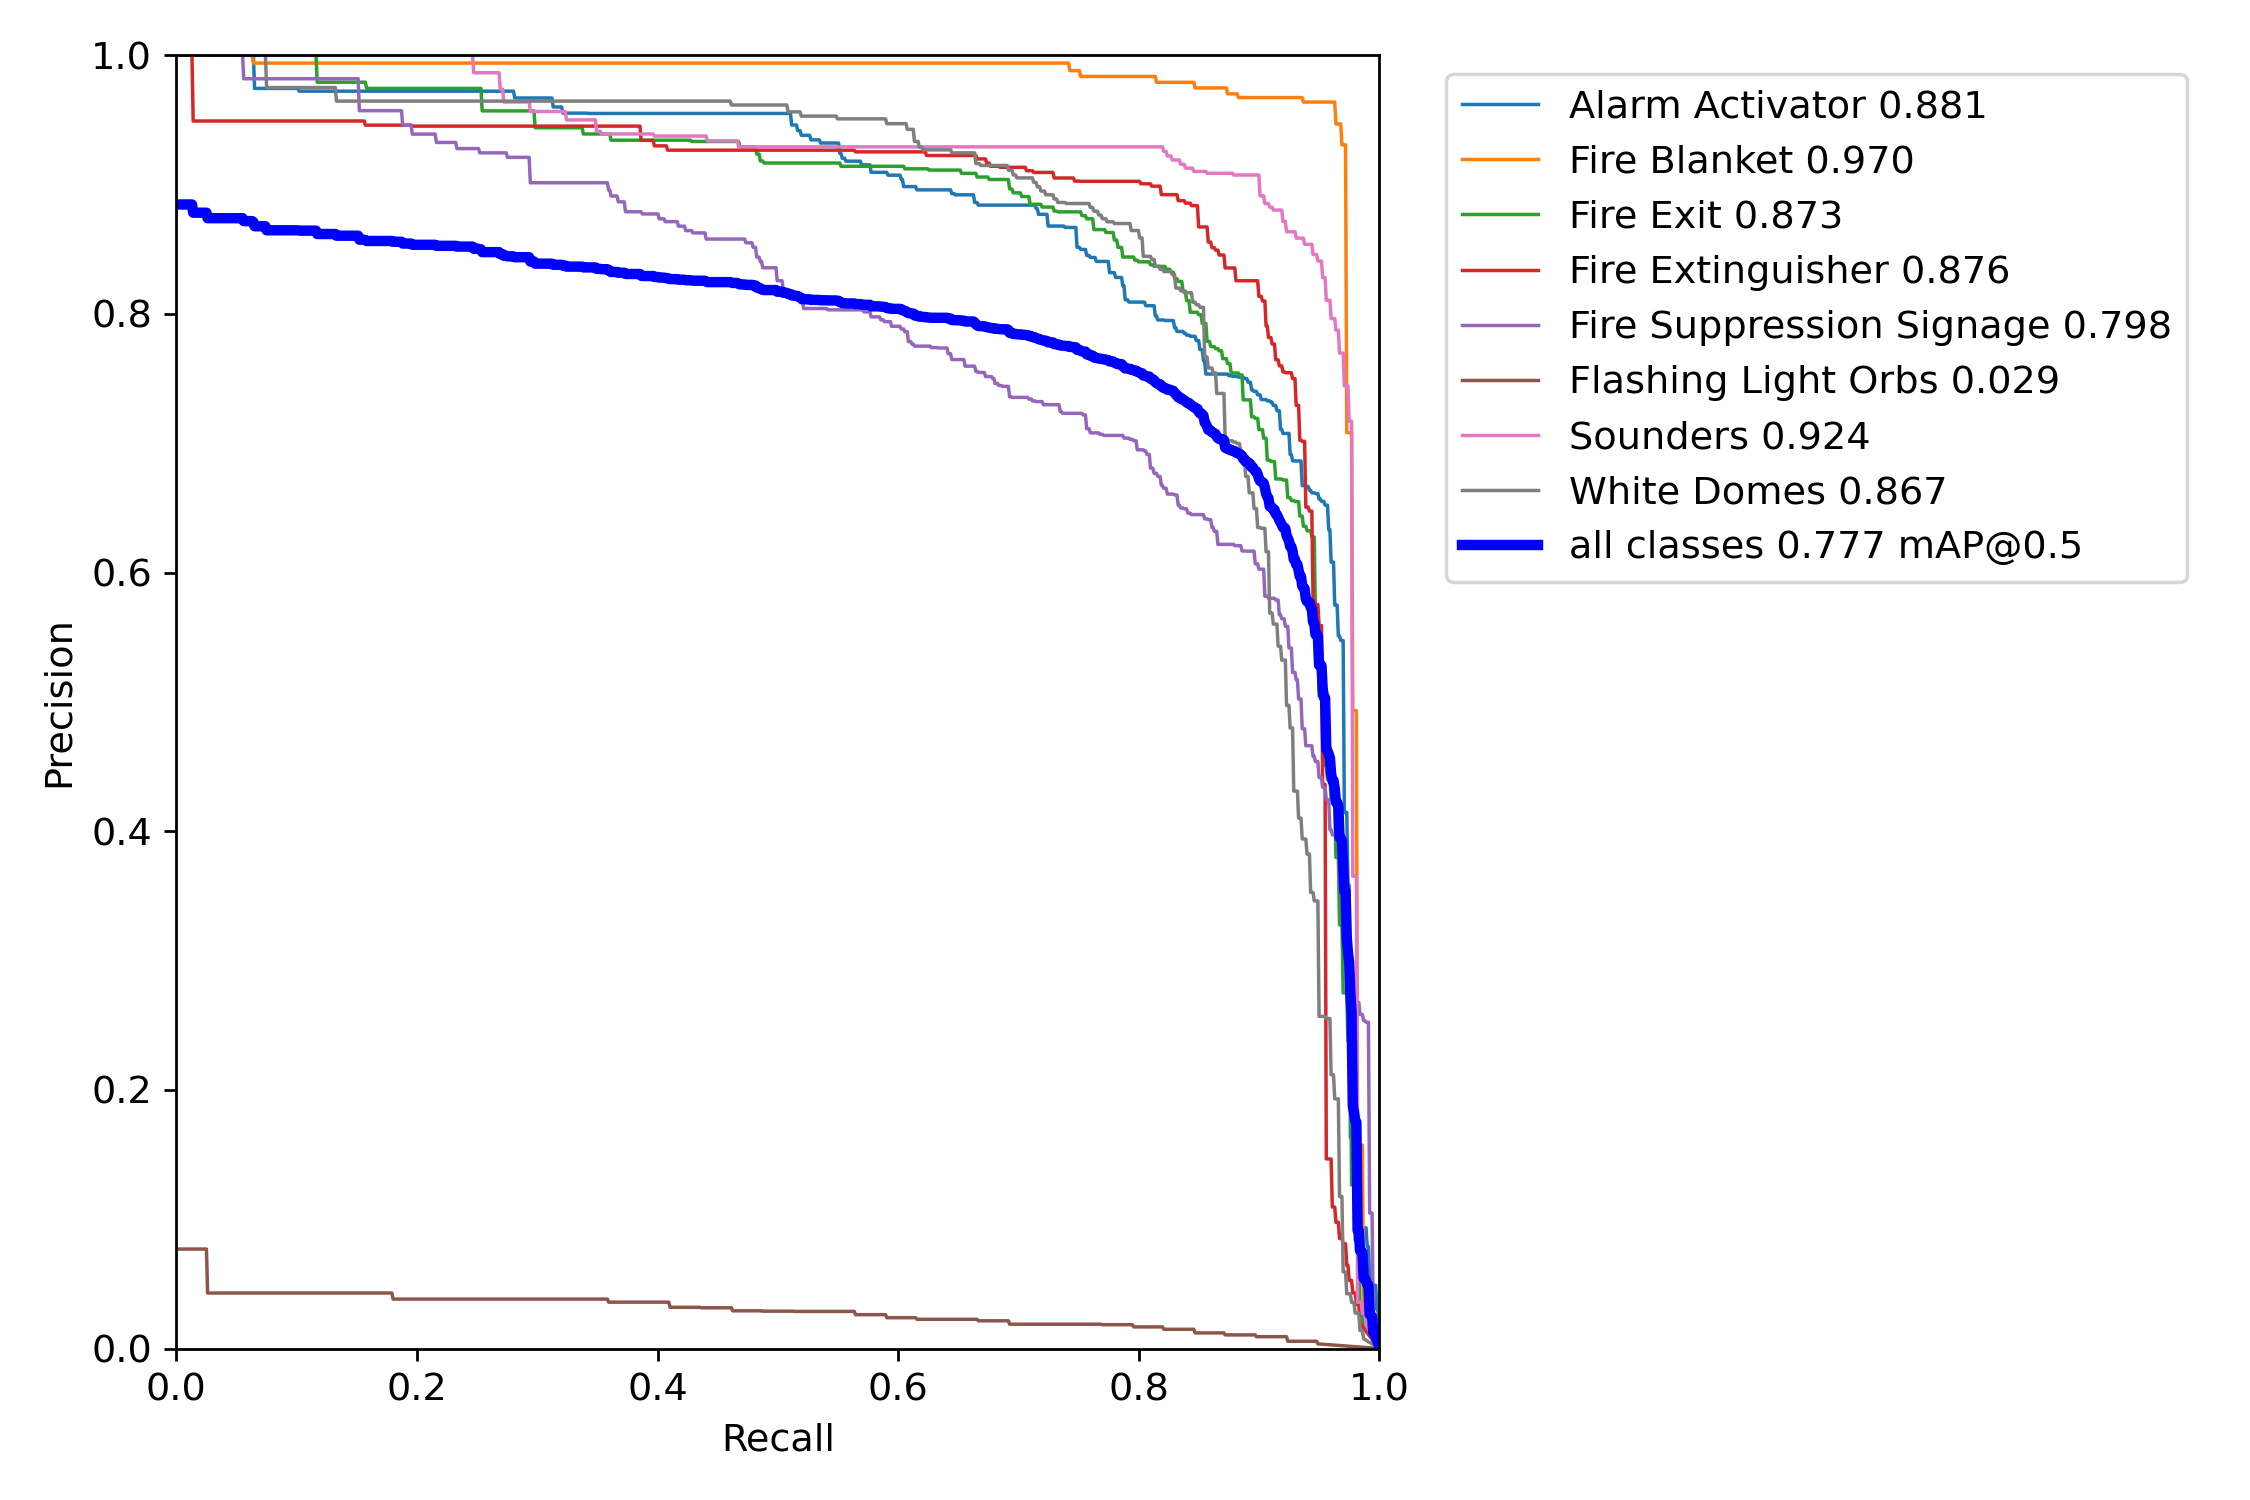 1.0
0.8
0.6
0.4
0.2
0.0
Precision
0.0 0.2 0.4 0.6 0.8 1.0
Recall
Alarm Activator 0.881
Fire Blanket 0.970
Fire Exit 0.873
Fire Extinguisher 0.876
Fire Suppression Signage 0.798
Flashing Light Orbs 0.029
Sounders 0.924
White Domes 0.867
all classes 0.777 mAP@0.5